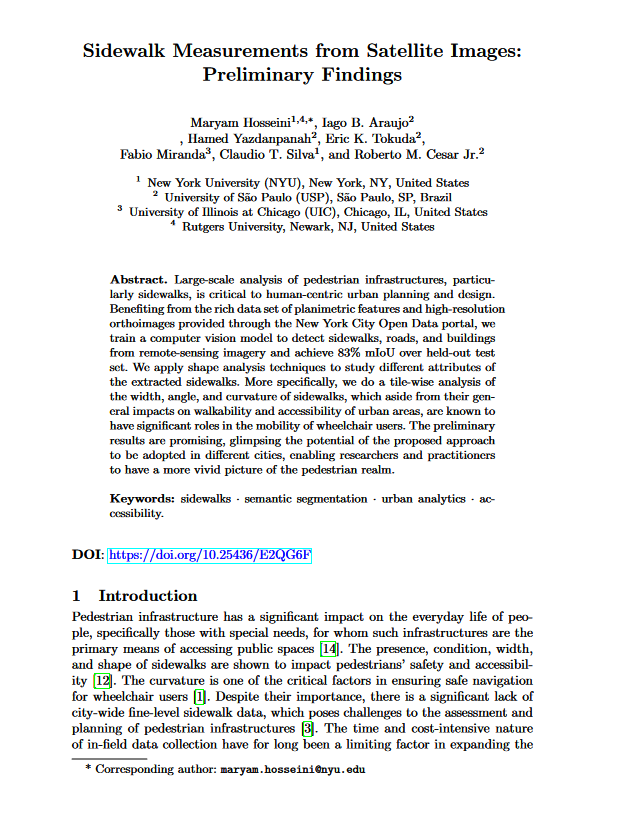 Sidewalk Measurements from Satellite Images:
Preliminary Findings
Maryam Hosseini1,4,*, Iago B. Araujo2
, Hamed Yazdanpanah2, Eric K. Tokuda2,
Fabio Miranda3, Claudio T. Silva1, and Roberto M. Cesar Jr.2
1 New York University (NYU), New York, NY, United States
2 University of São Paulo (USP), São Paulo, SP, Brazil
3 University of Illinois at Chicago (UIC), Chicago, IL, United States
4 Rutgers University, Newark, NJ, United States
Abstract. Large-scale analysis of pedestrian infrastructures, particu-
larly sidewalks, is critical to human-centric urban planning and design.
Benefiting from the rich data set of planimetric features and high-resolution
orthoimages provided through the New York City Open Data portal, we
train a computer vision model to detect sidewalks, roads, and buildings
from remote-sensing imagery and achieve 83% mIoU over held-out test
set. We apply shape analysis techniques to study different attributes of
the extracted sidewalks. More specifically, we do a tile-wise analysis of
the width, angle, and curvature of sidewalks, which aside from their gen-
eral impacts on walkability and accessibility of urban areas, are known to
have significant roles in the mobility of wheelchair users. The preliminary
results are promising, glimpsing the potential of the proposed approach
to be adopted in different cities, enabling researchers and practitioners
to have a more vivid picture of the pedestrian realm.
Keywords: sidewalks · semantic segmentation · urban analytics · ac-
cessibility.
DOI: https://doi.org/10.25436/E2QG6F
1 Introduction
Pedestrian infrastructure has a significant impact on the everyday life of peo-
ple, specifically those with special needs, for whom such infrastructures are the
primary means of accessing public spaces [14]. The presence, condition, width,
and shape of sidewalks are shown to impact pedestrians' safety and accessibil-
ity [12]. The curvature is one of the critical factors in ensuring safe navigation
for wheelchair users [1]. Despite their importance, there is a significant lack of
city-wide fine-level sidewalk data, which poses challenges to the assessment and
planning of pedestrian infrastructures [3]. The time and cost-intensive nature
of in-field data collection have for long been a limiting factor in expanding the
* Corresponding author: maryam.hosseini@nyu.edu